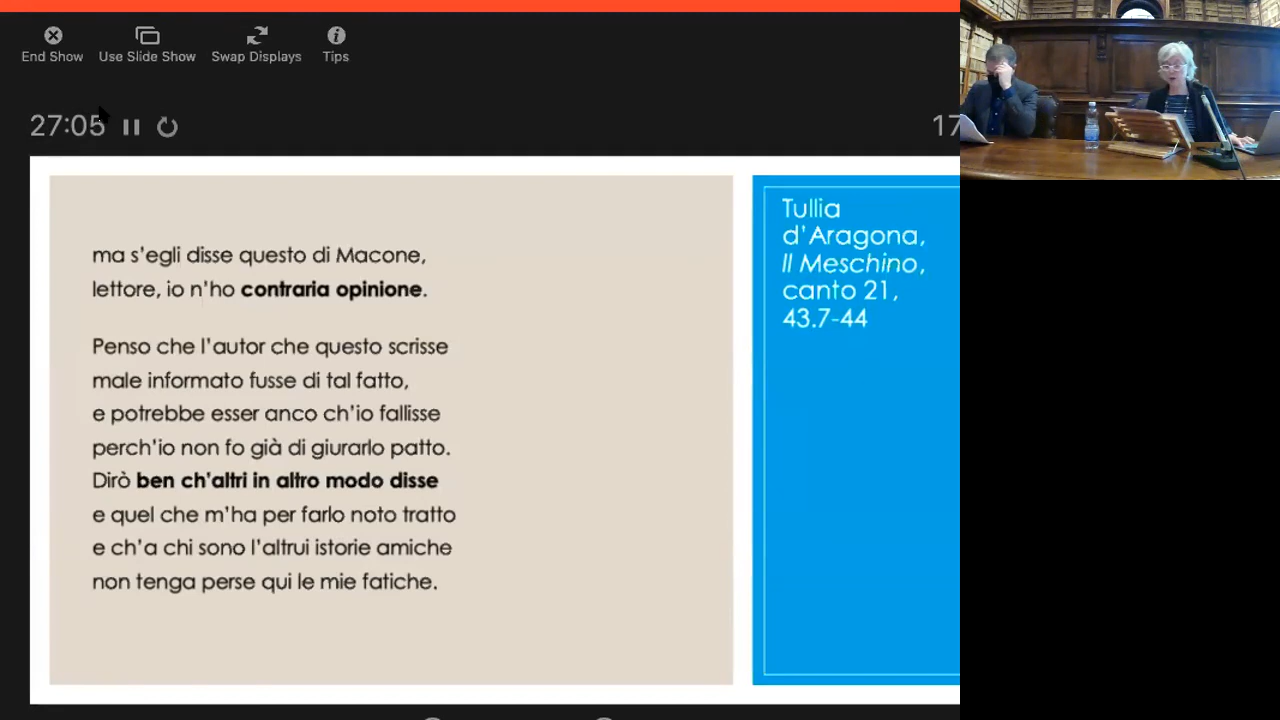 End Show
Use Slide Show
Swap Displays
Tips
27:05
17
ma s'egli disse questo di Macone,
lettore, io n'ho contraria opinione.
Penso che l'autor che questo scrisse
male informato fusse di tal fatto,
e potrebbe esser anco ch'io fallisse
perch'io non fo già di giurarlo patto.
Dirò ben ch'altri in altro modo disse
e quel che m'ha per farlo noto tratto
e ch'a chi sono l'altrui istorie amiche
non tenga perse qui le mie fatiche.
Tullia
d'Aragona,
Il Meschino,
canto 21,
43.7-44